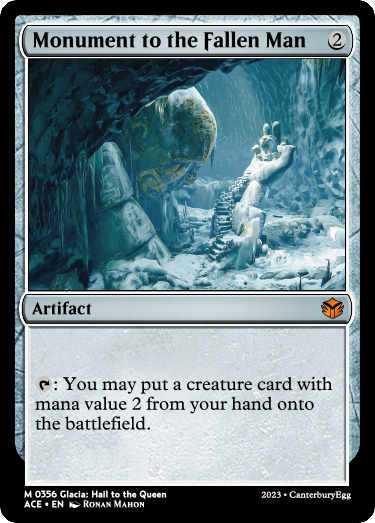 Monument to the Fallen Man 2
Artifact
: You may put a creature card with
mana value 2 from your hand onto
the battlefield.
M 0356 Glacia: Hail to the Queen
ACE • EN Ronan Mahon
2023 • CanterburyEgg